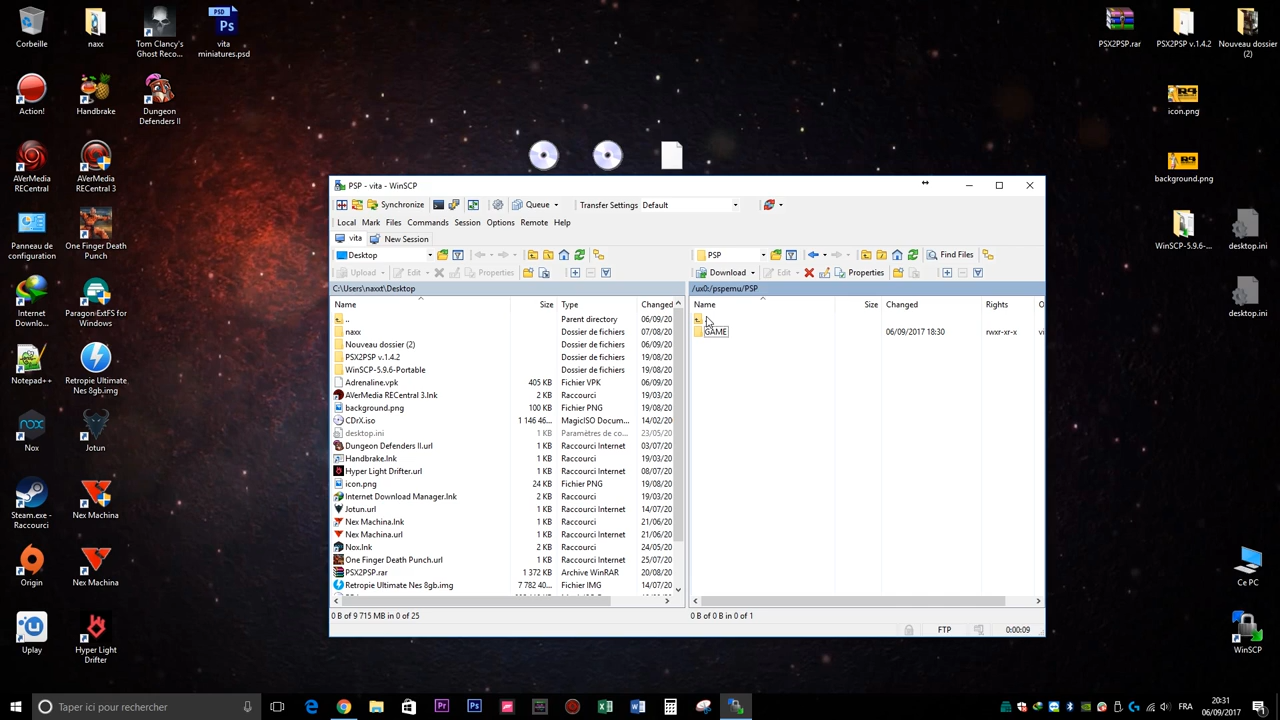 Corbeille
naxx
Tom Clancy's
Ghost Reco...
PSD
Ps
vita
miniatures.psd
PSX2PSP.rar
PSX2PSP v.1.4.2
Nouveau dossier
(2)
Action!
Handbrake
Dungeon
Defenders II
R4
icon.png
AVerMedia
RECentral
AVerMedia
RECentral 3
R4
background.png
Panneau de
configuration
One Finger Death
Punch
WinSCP-5.9.6-...
desktop.ini
Internet
Downlo...
Paragon ExtFS for
Windows
desktop.ini
Notepad++
Retropie Ultimate
Nes 8gb.img
nox
Nox
Jotun
Steam.exe -
Raccourci
Nex Machina
Origin
Nex Machina
Ce PC
Uplay
Hyper Light
Drifter
WinSCP
PSP - vita - WinSCP
Synchronize
Queue
Transfer Settings Default
Local Mark Files Commands Session Options Remote Help
vita New Session
Desktop
PSP
Find Files
Upload Edit Properties
Download Edit Properties
C:\Users\naxxt\Desktop
/ux0:/pspemu/PSP
Name Size Type Changed
Name Size Changed Rights O
.. Parent directory 06/09/20
naxx Dossier de fichiers 07/08/20
GAME 06/09/2017 18:30 rwxr-xr-x vi
Nouveau dossier (2) Dossier de fichiers 06/09/20
PSX2PSP v.1.4.2 Dossier de fichiers 19/08/20
WinSCP-5.9.6-Portable Dossier de fichiers 19/08/20
Adrenaline.vpk 405 KB Fichier VPK 06/09/20
AVerMedia RECentral 3.lnk 2 KB Raccourci 19/03/20
background.png 100 KB Fichier PNG 19/08/20
CDrX.iso 1 146 46... MagicISO Docum... 14/02/20
desktop.ini 1 KB Paramètres de co... 23/05/20
Dungeon Defenders II.url 1 KB Raccourci Internet 04/07/20
Handbrake.lnk 1 KB Raccourci 19/03/20
Hyper Light Drifter.url 1 KB Raccourci Internet 08/07/20
icon.png 24 KB Fichier PNG 19/08/20
Internet Download Manager.lnk 2 KB Raccourci 19/03/20
Jotun.url 1 KB Raccourci Internet 14/07/20
Nex Machina.lnk 1 KB Raccourci 21/06/20
Nex Machina.url 1 KB Raccourci Internet 21/06/20
Nox.lnk 2 KB Raccourci 24/05/20
One Finger Death Punch.url 1 KB Raccourci Internet 25/07/20
PSX2PSP.rar 1 372 KB Archive WinRAR 20/08/20
Retropie Ultimate Nes 8gb.img 7 782 40... Fichier IMG 14/07/20
0 B of 9 715 MB in 0 of 25
0 B of 0 B in 0 of 1
FTP 0:00:09
Taper ici pour rechercher
Pr
Ps
FRA
20:31
06/09/2017